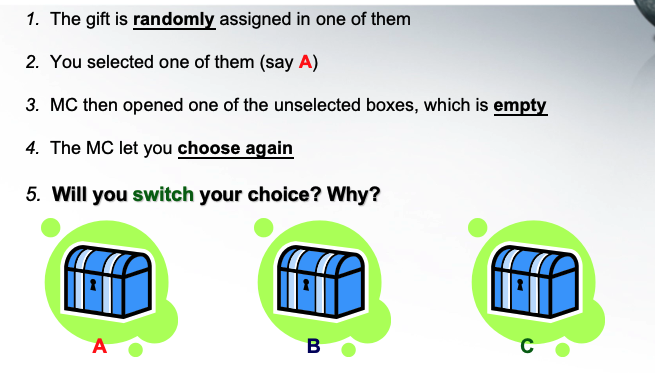 1. The gift is randomly assigned in one of them
2. You selected one of them (say A)
3. MC then opened one of the unselected boxes, which is empty
4. The MC let you choose again
5. Will you switch your choice? Why?
A B C